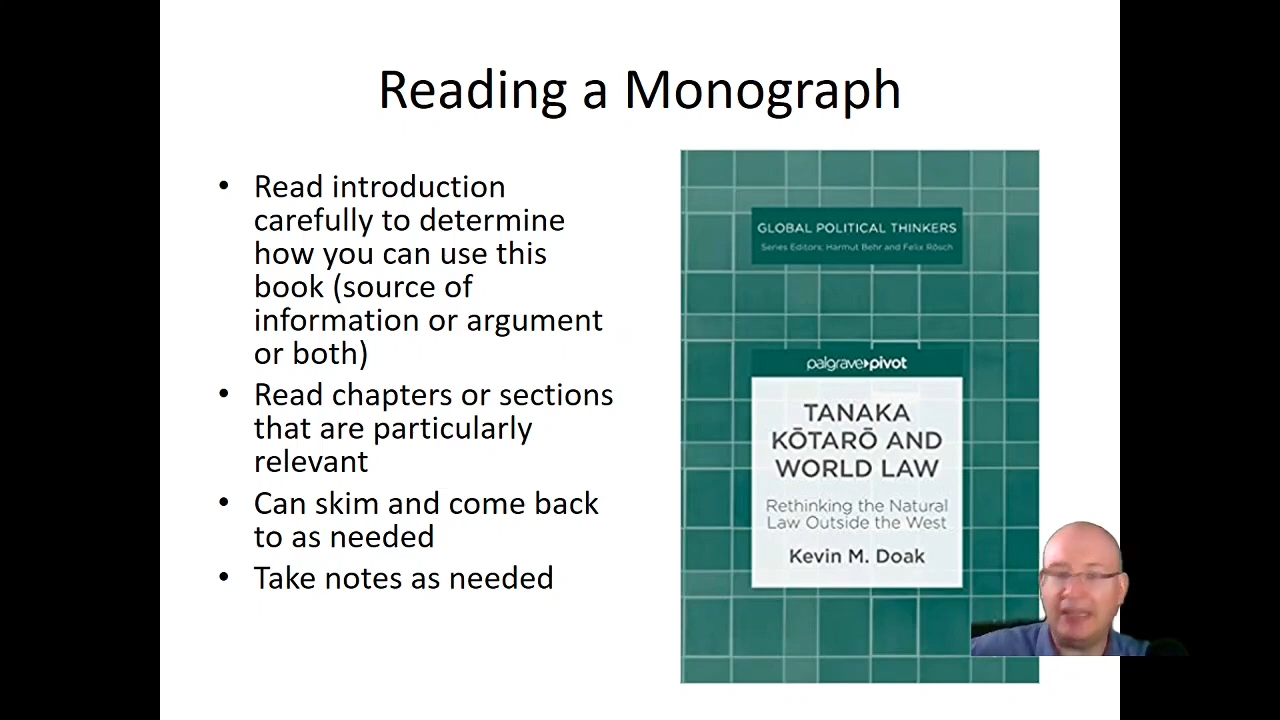 Reading a Monograph
• Read introduction
carefully to determine
how you can use this
book (source of
information or argument
or both)
• Read chapters or sections
that are particularly
relevant
• Can skim and come back
to as needed
• Take notes as needed
GLOBAL POLITICAL THINKERS
Series Editors: Harmut Behr and Felix Rösch
palgrave pivot
TANAKA
KŌTARŌ AND
WORLD LAW
Rethinking the Natural
Law Outside the West
Kevin M. Doak